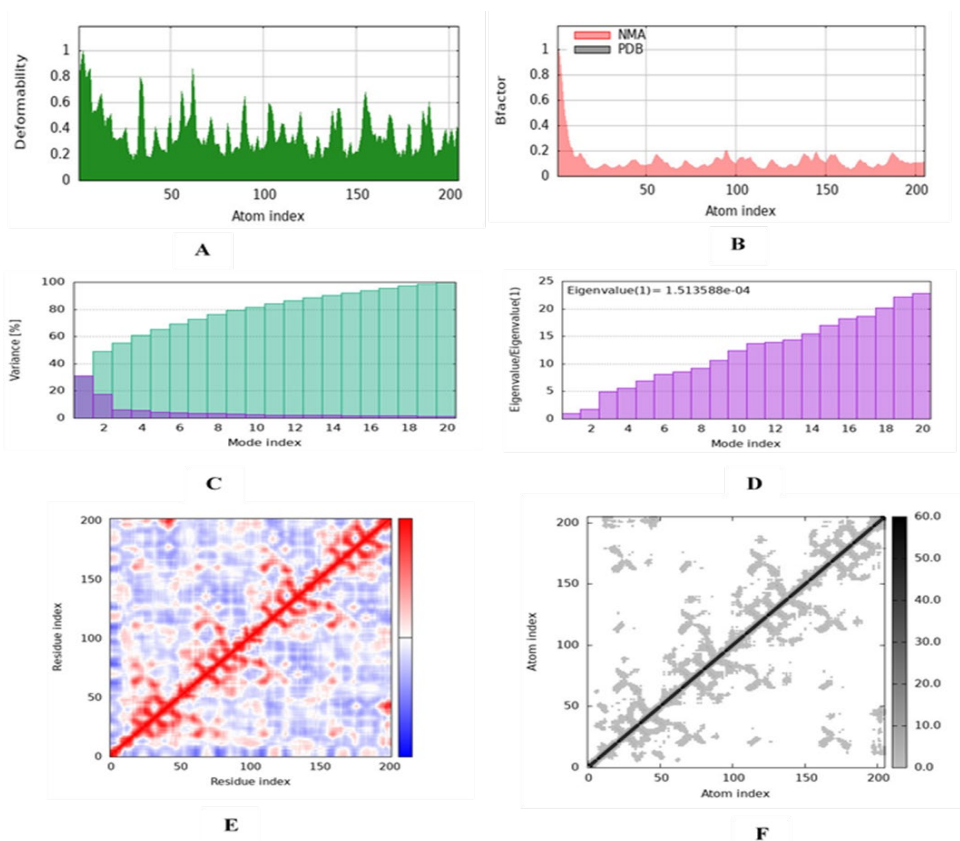 Deformability
1
0.8
0.6
0.4
0.2
0
50 100 150 200
Atom index
A
Bfactor
NMA
PDB
1
0.8
0.6
0.4
0.2
0
50 100 150 200
Atom index
B
Variance [%]
100
80
60
40
20
0
2 4 6 8 10 12 14 16 18 20
Mode index
C
Eigenvalue/Eigenvalue(1)
Eigenvalue(1)= 1.513588e-04
25
20
15
10
5
0
2 4 6 8 10 12 14 16 18 20
Mode index
D
Residue index
200
150
100
50
0
0 50 100 150 200
Residue index
E
Atom index
200
150
100
50
0
0 50 100 150 200
Atom index
60.0
50.0
40.0
30.0
20.0
10.0
0.0
F